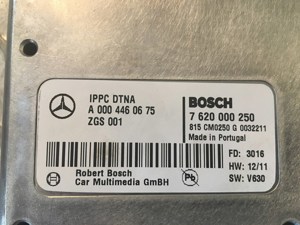 IPPC DTNA
A 000 446 06 75
ZGS 001
BOSCH
7 620 000 250
815 CM0250 G 0032211
Made in Portugal
FD: 3016
HW: 12/11
SW: V630
Robert Bosch
Car Multimedia GmBH
Pb